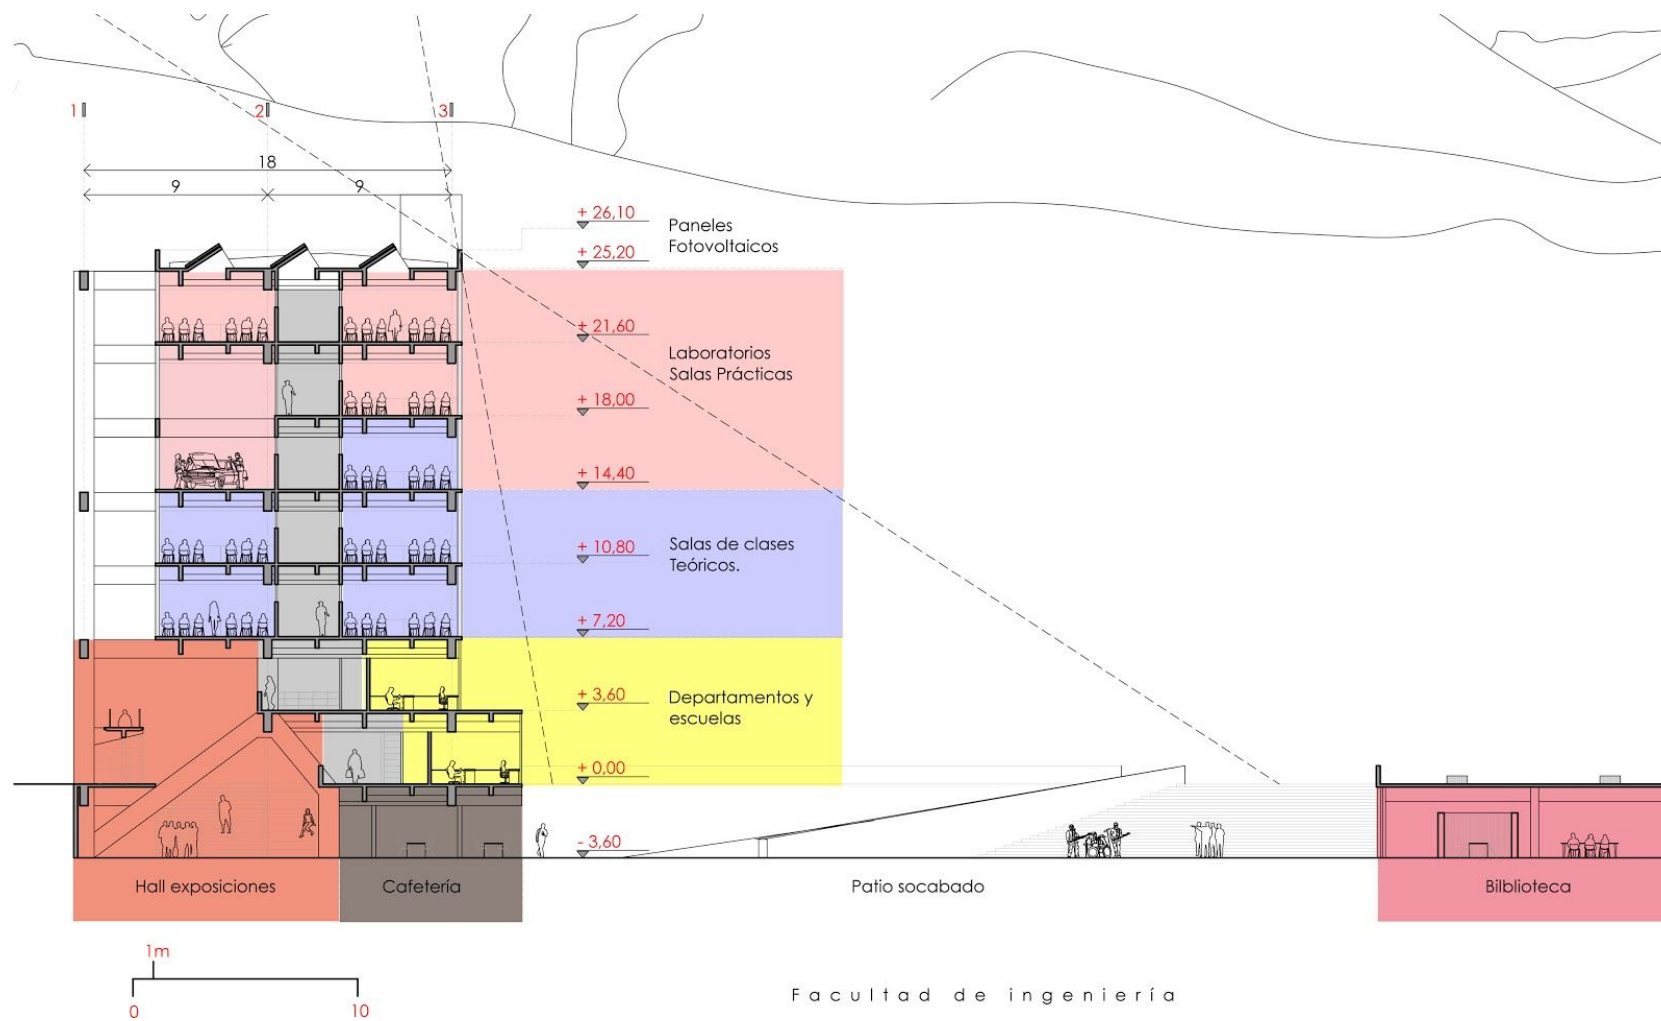 1
2
3
18
9
9
+ 26,10
Paneles
Fotovoltaicos
+ 25,20
+ 21,60
Laboratorios
Salas Prácticas
+ 18,00
+ 14,40
+ 10,80
Salas de clases
Teóricos.
+ 7,20
+ 3,60
Departamentos y
escuelas
+ 0,00
- 3,60
Hall exposiciones
Cafetería
Patio socabado
Bilblioteca
1m
0
10
Facultad de ingeniería